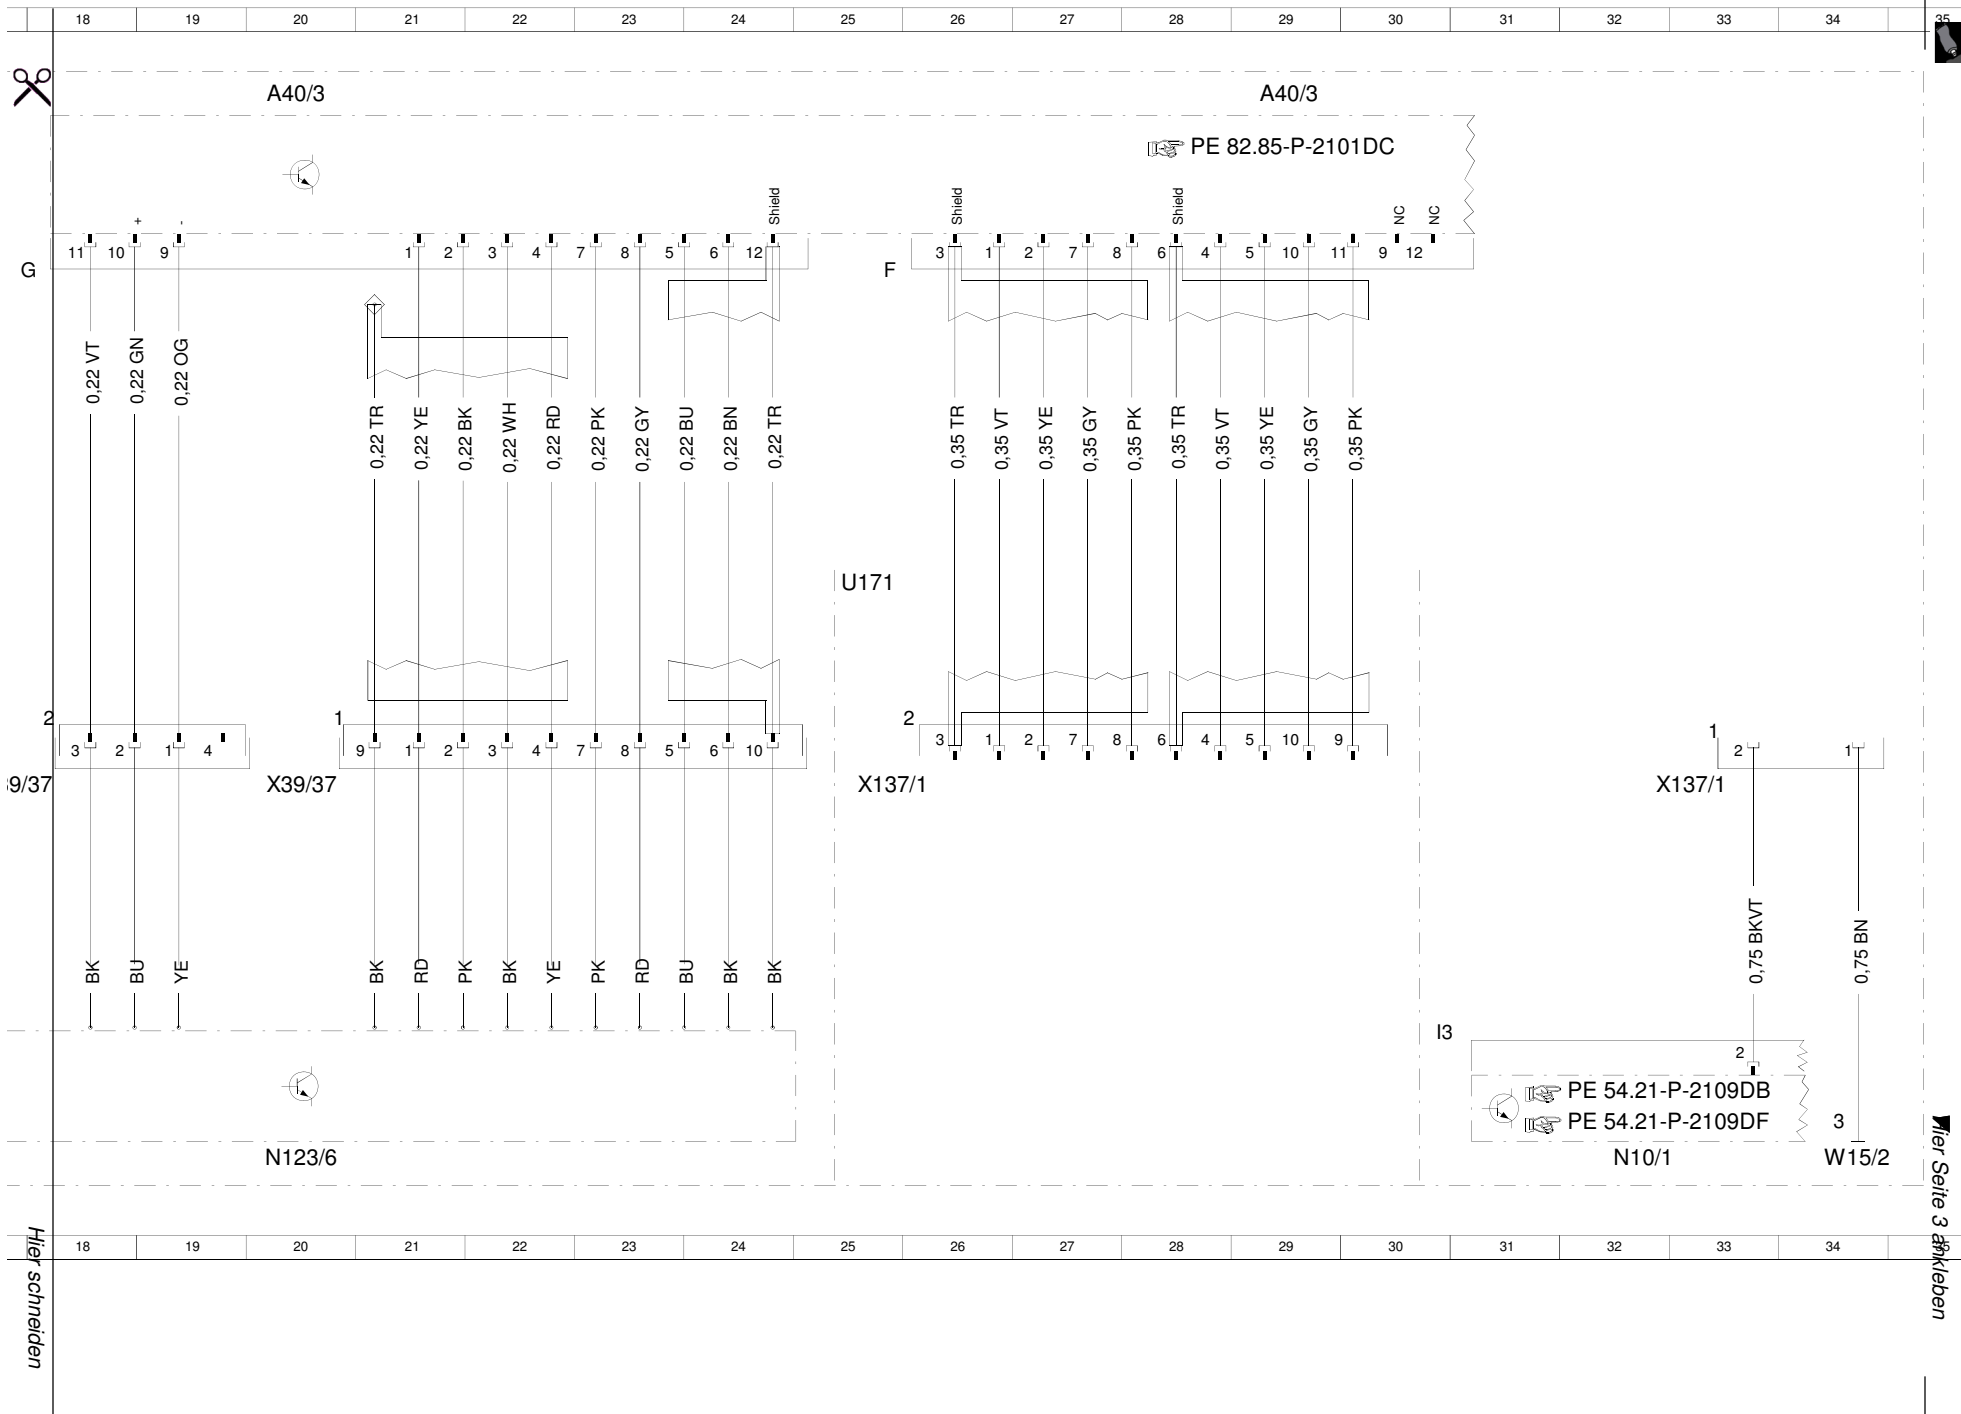 18 19 20 21 22 23 24 25 26 27 28 29 30 31 32 33 34 35
A40/3 A40/3
PE 82.85-P-2101DC
+ - Shield Shield Shield NC NC
11 10 9 1 2 3 4 7 8 5 6 12 3 1 2 7 8 6 4 5 10 11 9 12
G F
0,22 VT 0,22 GN 0,22 OG
0,22 TR 0,22 YE 0,22 BK 0,22 WH 0,22 RD 0,22 PK 0,22 GY 0,22 BU 0,22 BN 0,22 TR 0,35 TR 0,35 VT 0,35 YE 0,35 GY 0,35 PK 0,35 TR 0,35 VT 0,35 YE 0,35 GY 0,35 PK
U171
2 1 2 1
3 2 1 4 9 1 2 3 4 7 8 5 6 10 3 1 2 7 8 6 4 5 10 9 2 1
9/37 X39/37 X137/1 X137/1
0,75 BKVT 0,75 BN
BK BU YE BK RD PK BK YE PK RD BU BK BK
I3
2
PE 54.21-P-2109DB
PE 54.21-P-2109DF
3
N123/6 N10/1 W15/2
Hier Seite 3 ankleben
18 19 20 21 22 23 24 25 26 27 28 29 30 31 32 33 34 35
Hier schneiden